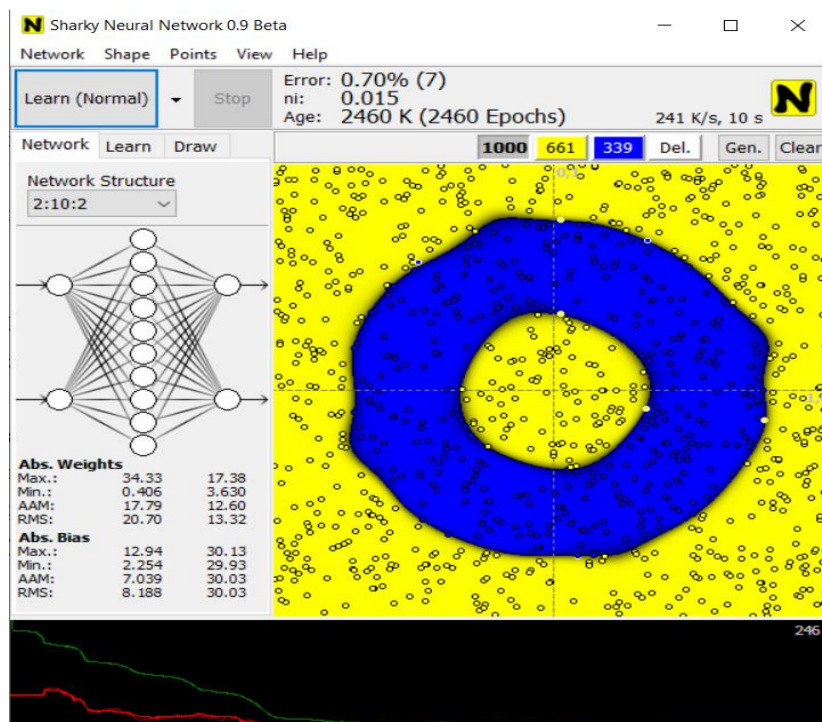 N Sharky Neural Network 0.9 Beta
Network Shape Points View Help
Learn (Normal) Stop
Error: 0.70% (7)
ni: 0.015
Age: 2460 K (2460 Epochs)
241 K/s, 10 s
N
Network Learn Draw
1000 661 339 Del. Gen. Clear
Network Structure
2:10:2
0,1
Abs. Weights
Max.: 34.33 17.38
Min.: 0.406 3.630
AAM: 17.79 12.60
RMS: 20.70 13.32
Abs. Bias
Max.: 12.94 30.13
Min.: 2.254 29.93
AAM: 7.039 30.03
RMS: 8.188 30.03
246